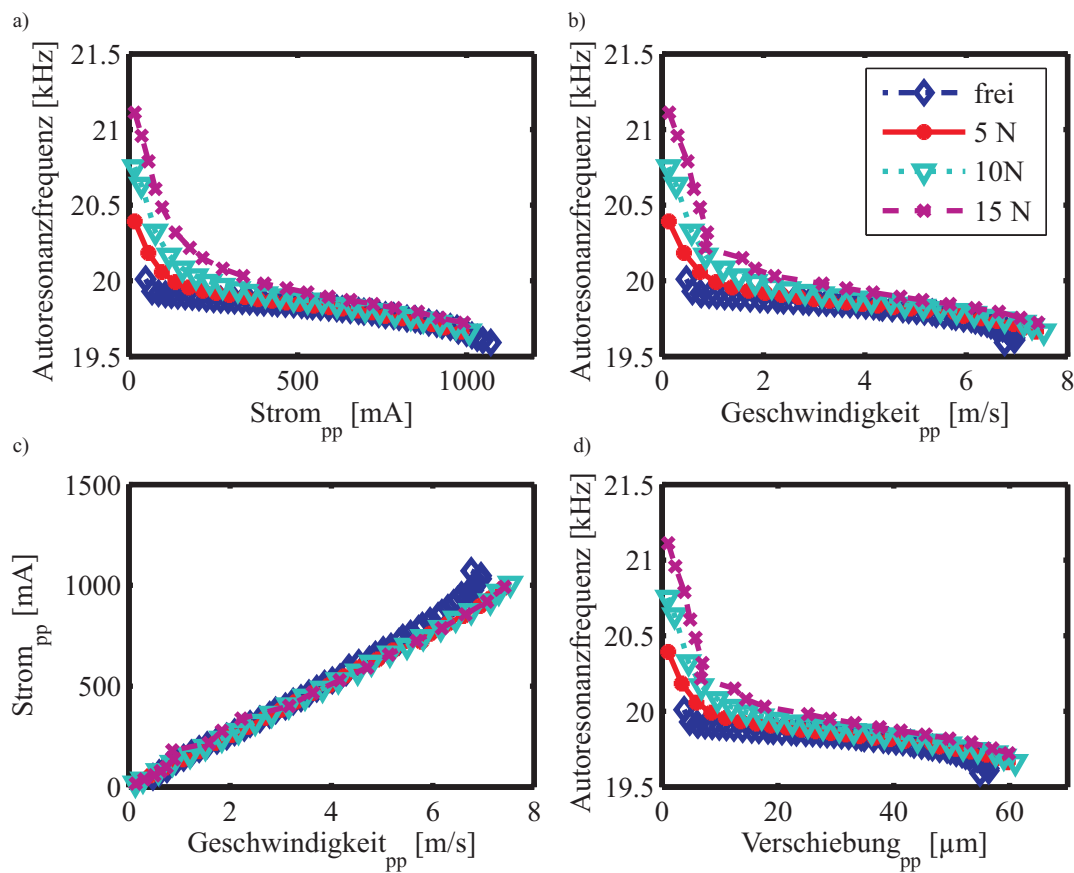 a)
Autoresonanzfrequenz [kHz]
21.5
21
20.5
20
19.5
0
500
1000
Strom_pp [mA]
b)
Autoresonanzfrequenz [kHz]
21.5
21
20.5
20
19.5
0
2
4
6
8
Geschwindigkeit_pp [m/s]
frei
5 N
10N
15 N
c)
Strom_pp [mA]
1500
1000
500
0
0
2
4
6
8
Geschwindigkeit_pp [m/s]
d)
Autoresonanzfrequenz [kHz]
21.5
21
20.5
20
19.5
0
20
40
60
Verschiebung_pp [µm]